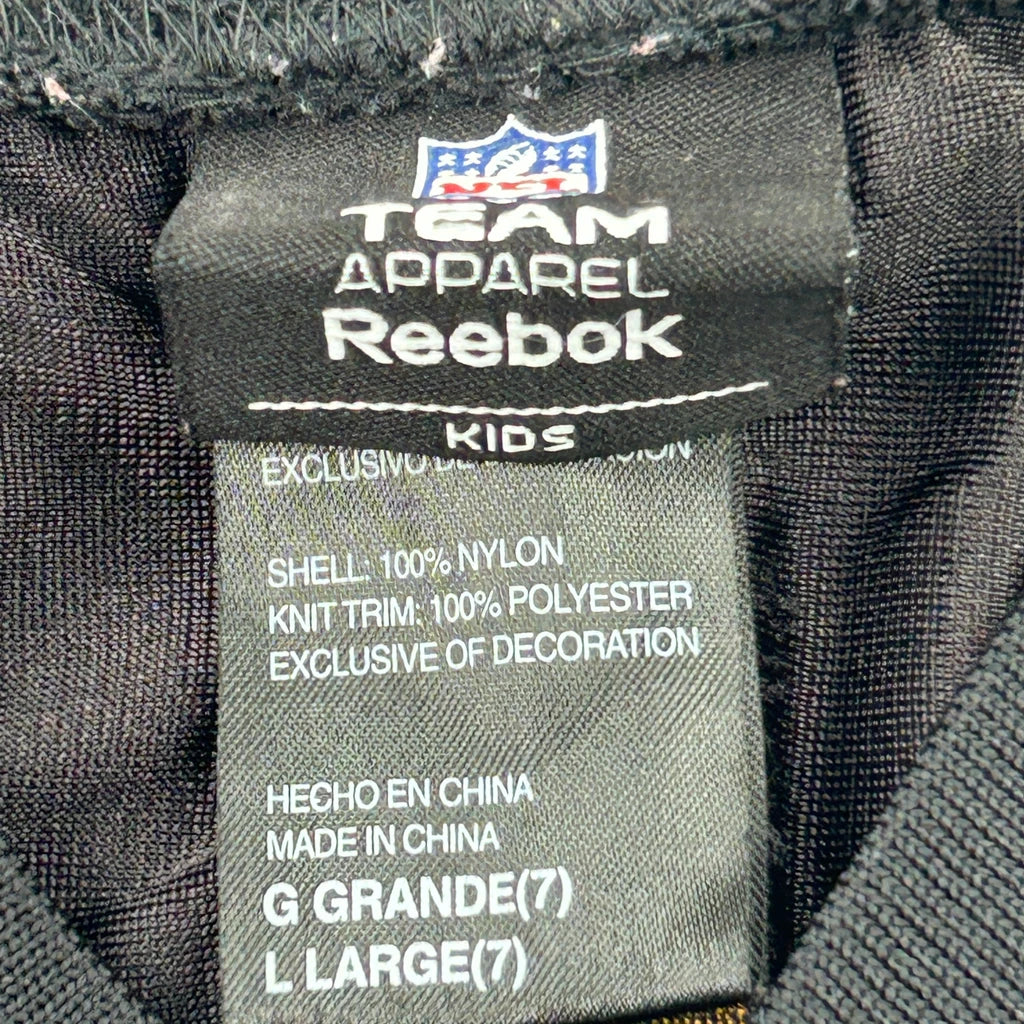 NFL
TEAM
APPAREL
Reebok
KIDS
EXCLUSIVO
SHELL: 100% NYLON
KNIT TRIM: 100% POLYESTER
EXCLUSIVE OF DECORATION
HECHO EN CHINA
MADE IN CHINA
G GRANDE(7)
L LARGE(7)